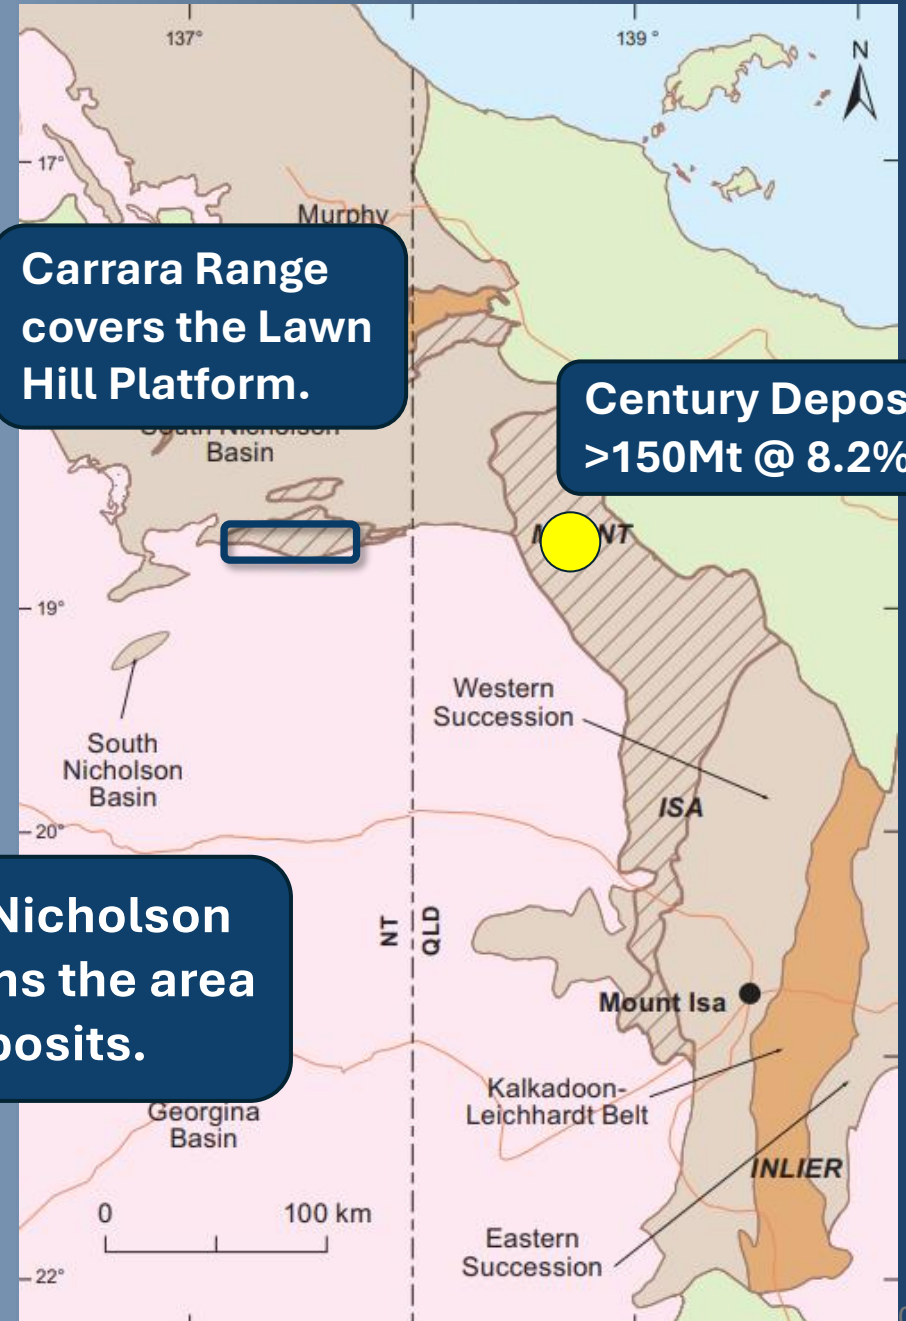 137°
139°
N
17°
Murphy
Carrara Range
covers the Lawn
Hill Platform.
Century Depos
>150Mt @ 8.2%
South Nicholson
Basin
19°
Western
Succession
South
Nicholson
Basin
ISA
20°
Nicholson
ns the area
posits.
NT
QLD
Mount Isa
Kalkadoon-
Leichhardt Belt
Georgina
Basin
INLIER
0
100 km
Eastern
Succession
22°